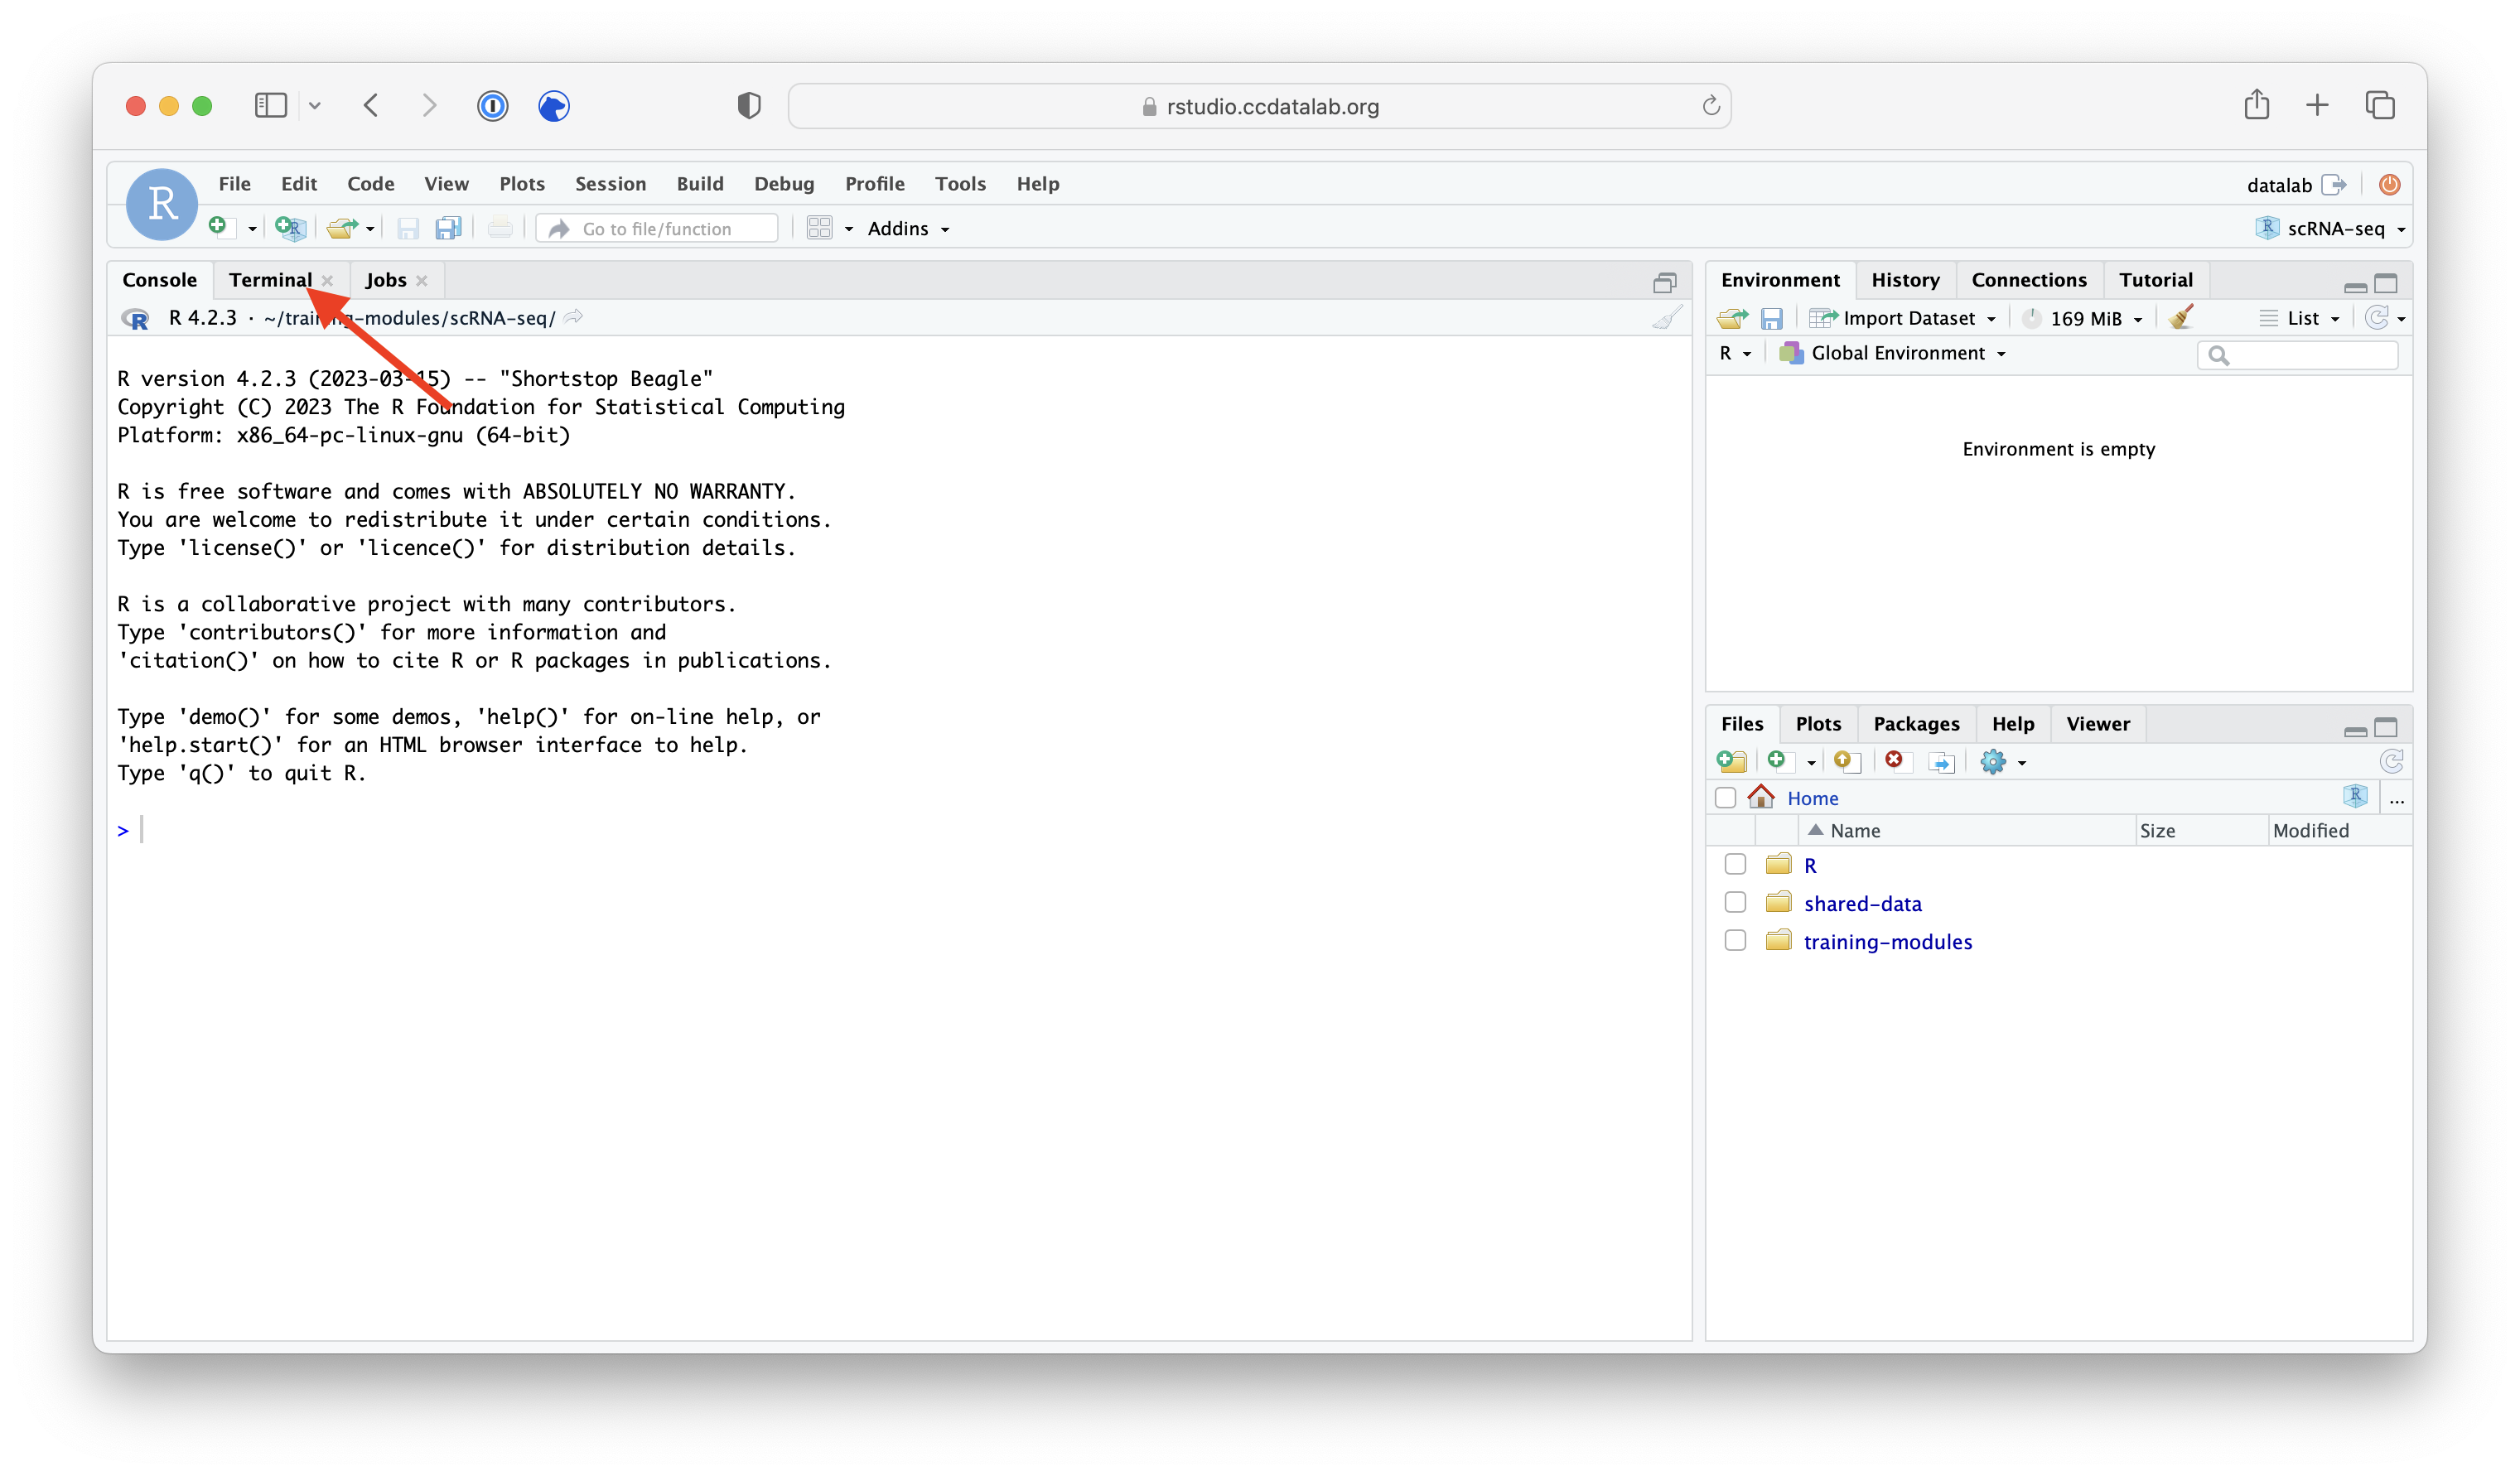 rstudio.ccdatalab.org
R
File Edit Code View Plots Session Build Debug Profile Tools Help
datalab
Go to file/function
Addins
scRNA-seq
Console Terminal Jobs
R 4.2.3 · ~/training-modules/scRNA-seq/
R version 4.2.3 (2023-03-15) -- "Shortstop Beagle"
Copyright (C) 2023 The R Foundation for Statistical Computing
Platform: x86_64-pc-linux-gnu (64-bit)
R is free software and comes with ABSOLUTELY NO WARRANTY.
You are welcome to redistribute it under certain conditions.
Type 'license()' or 'licence()' for distribution details.
R is a collaborative project with many contributors.
Type 'contributors()' for more information and
'citation()' on how to cite R or R packages in publications.
Type 'demo()' for some demos, 'help()' for on-line help, or
'help.start()' for an HTML browser interface to help.
Type 'q()' to quit R.
>
Environment History Connections Tutorial
Import Dataset 169 MiB List
R Global Environment
Environment is empty
Files Plots Packages Help Viewer
Home ...
Name Size Modified
R
shared-data
training-modules